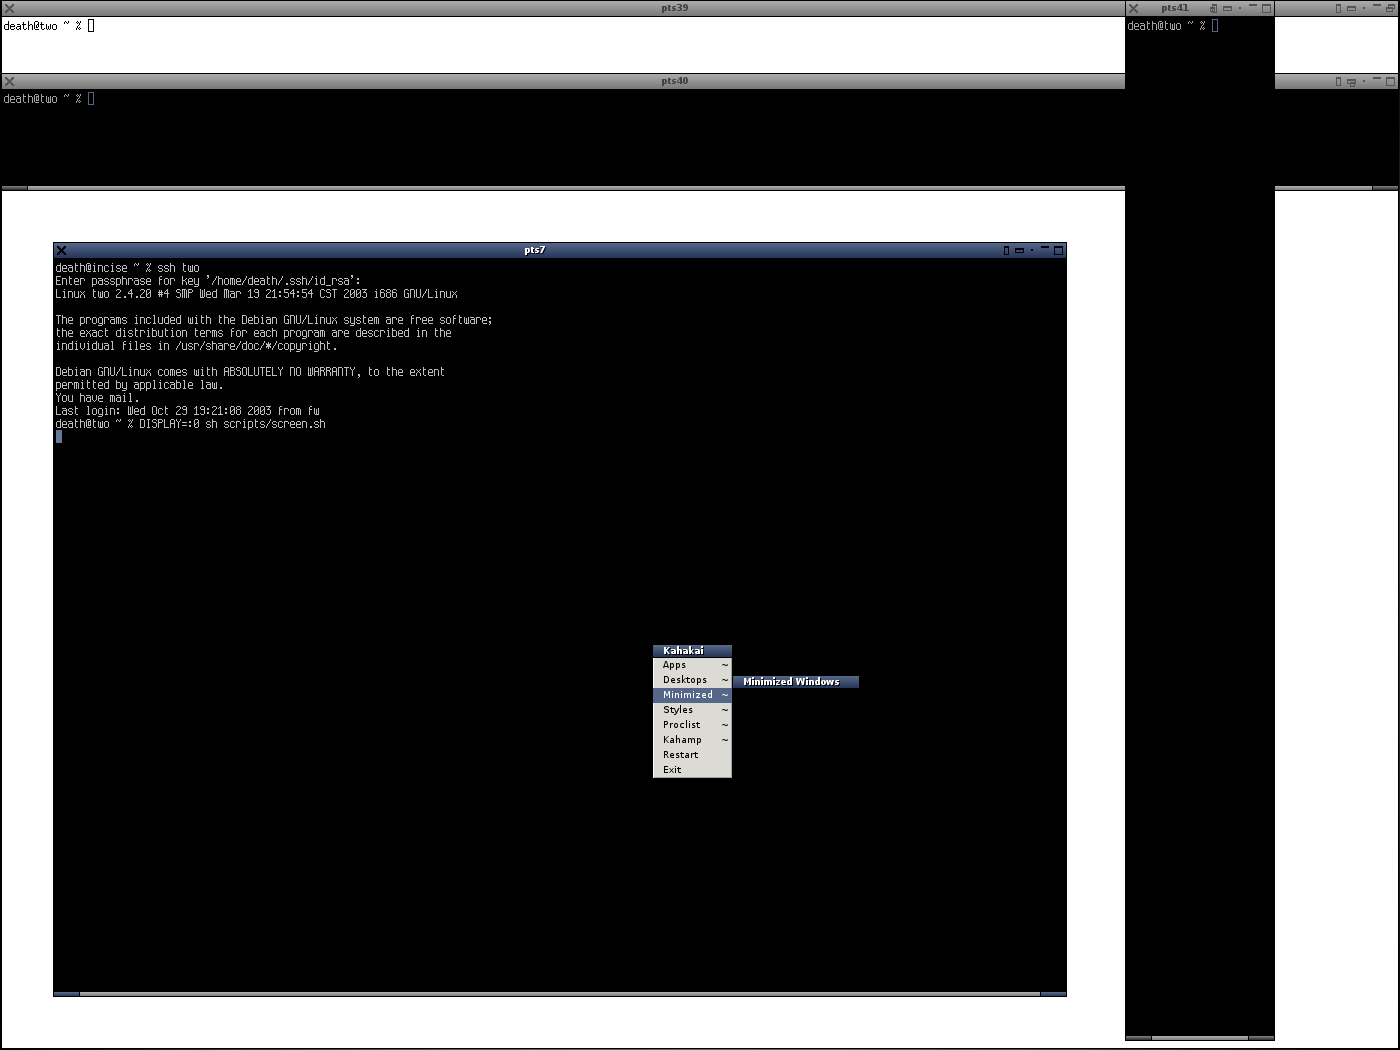 pts39
death@two ~ %
pts41
death@two ~ %
pts40
death@two ~ %
pts7
death@incise ~ % ssh two
Enter passphrase for key '/home/death/.ssh/id_rsa':
Linux two 2.4.20 #4 SMP Wed Mar 19 21:54:54 CST 2003 i686 GNU/Linux
The programs included with the Debian GNU/Linux system are free software;
the exact distribution terms for each program are described in the
individual files in /usr/share/doc/*/copyright.
Debian GNU/Linux comes with ABSOLUTELY NO WARRANTY, to the extent
permitted by applicable law.
You have mail.
Last login: Wed Oct 29 19:21:08 2003 from fw
death@two ~ % DISPLAY=:0 sh scripts/screen.sh
Kahakai
Apps ~
Desktops ~
Minimized ~
Minimized Windows
Styles ~
Proclist ~
Kahamp ~
Restart
Exit